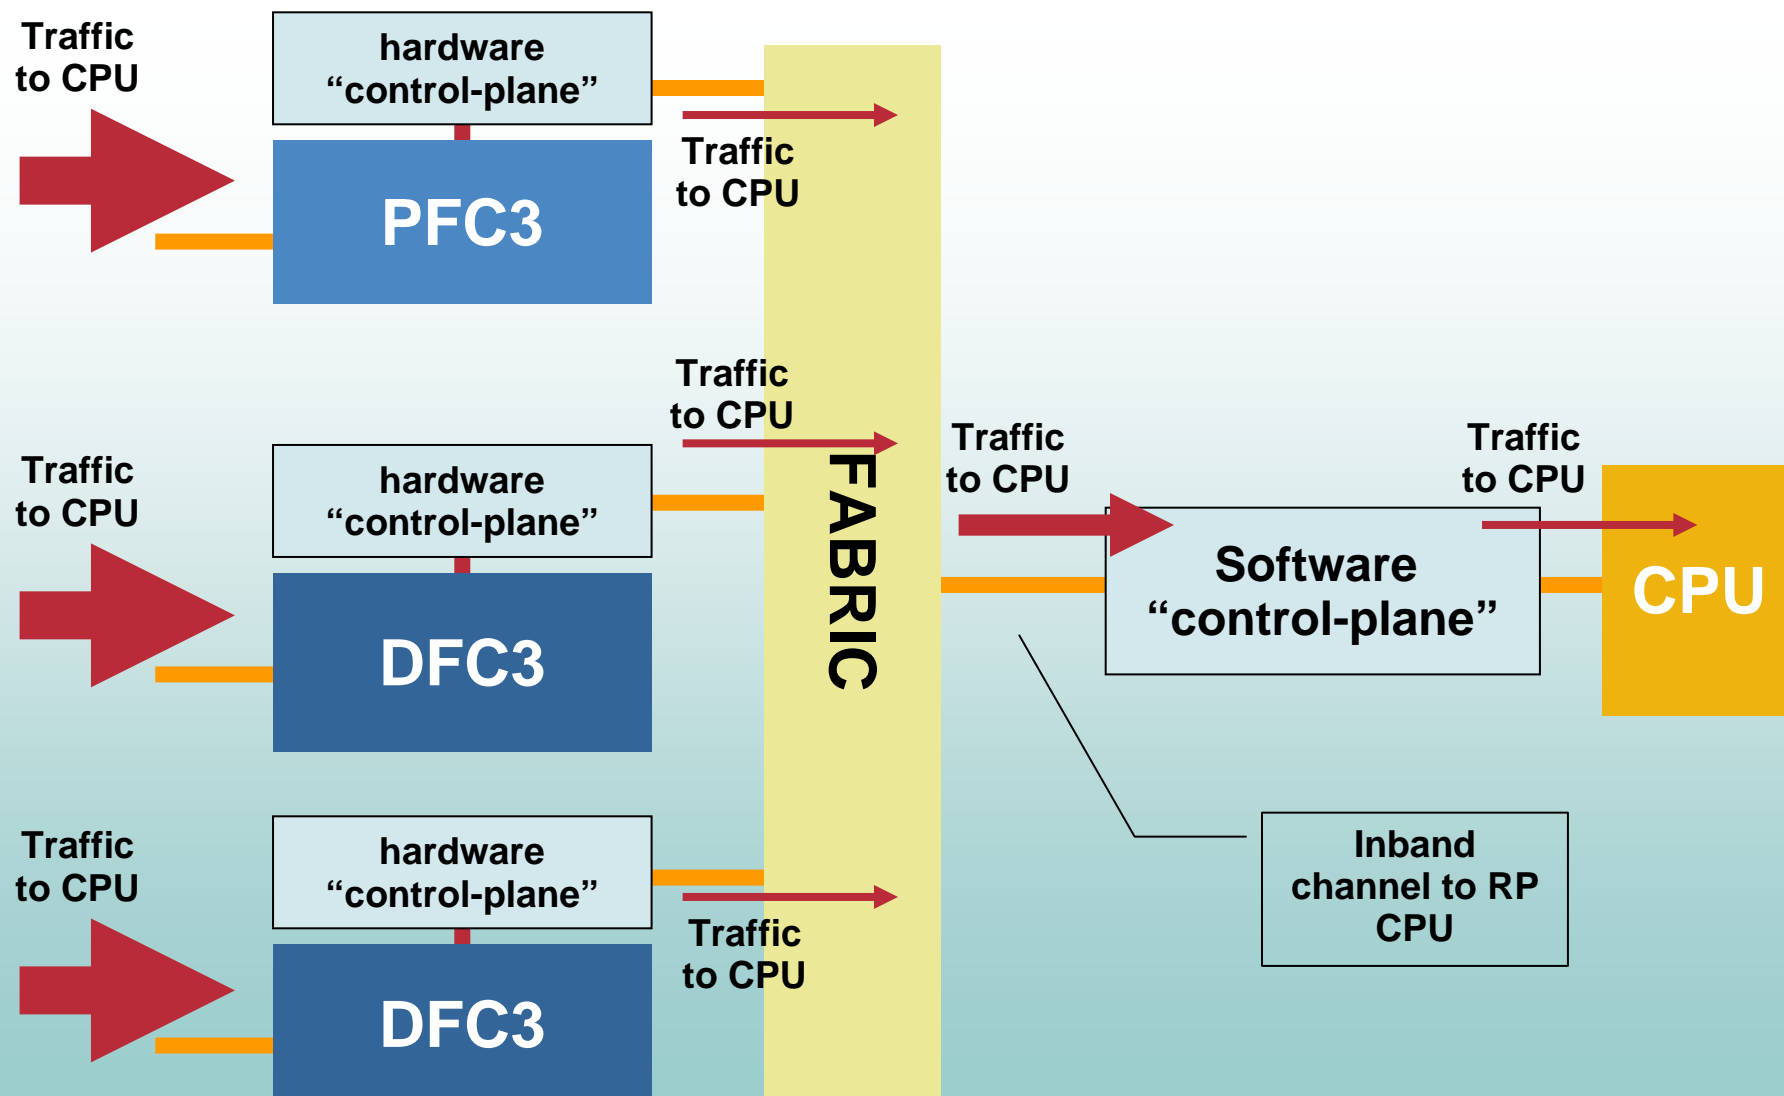 Traffic
to CPU
hardware
“control-plane”
PFC3
Traffic
to CPU
Traffic
to CPU
hardware
“control-plane”
DFC3
Traffic
to CPU
Traffic
to CPU
hardware
“control-plane”
DFC3
Traffic
to CPU
FABRIC
Traffic
to CPU
Software
“control-plane”
Traffic
to CPU
CPU
Inband
channel to RP
CPU